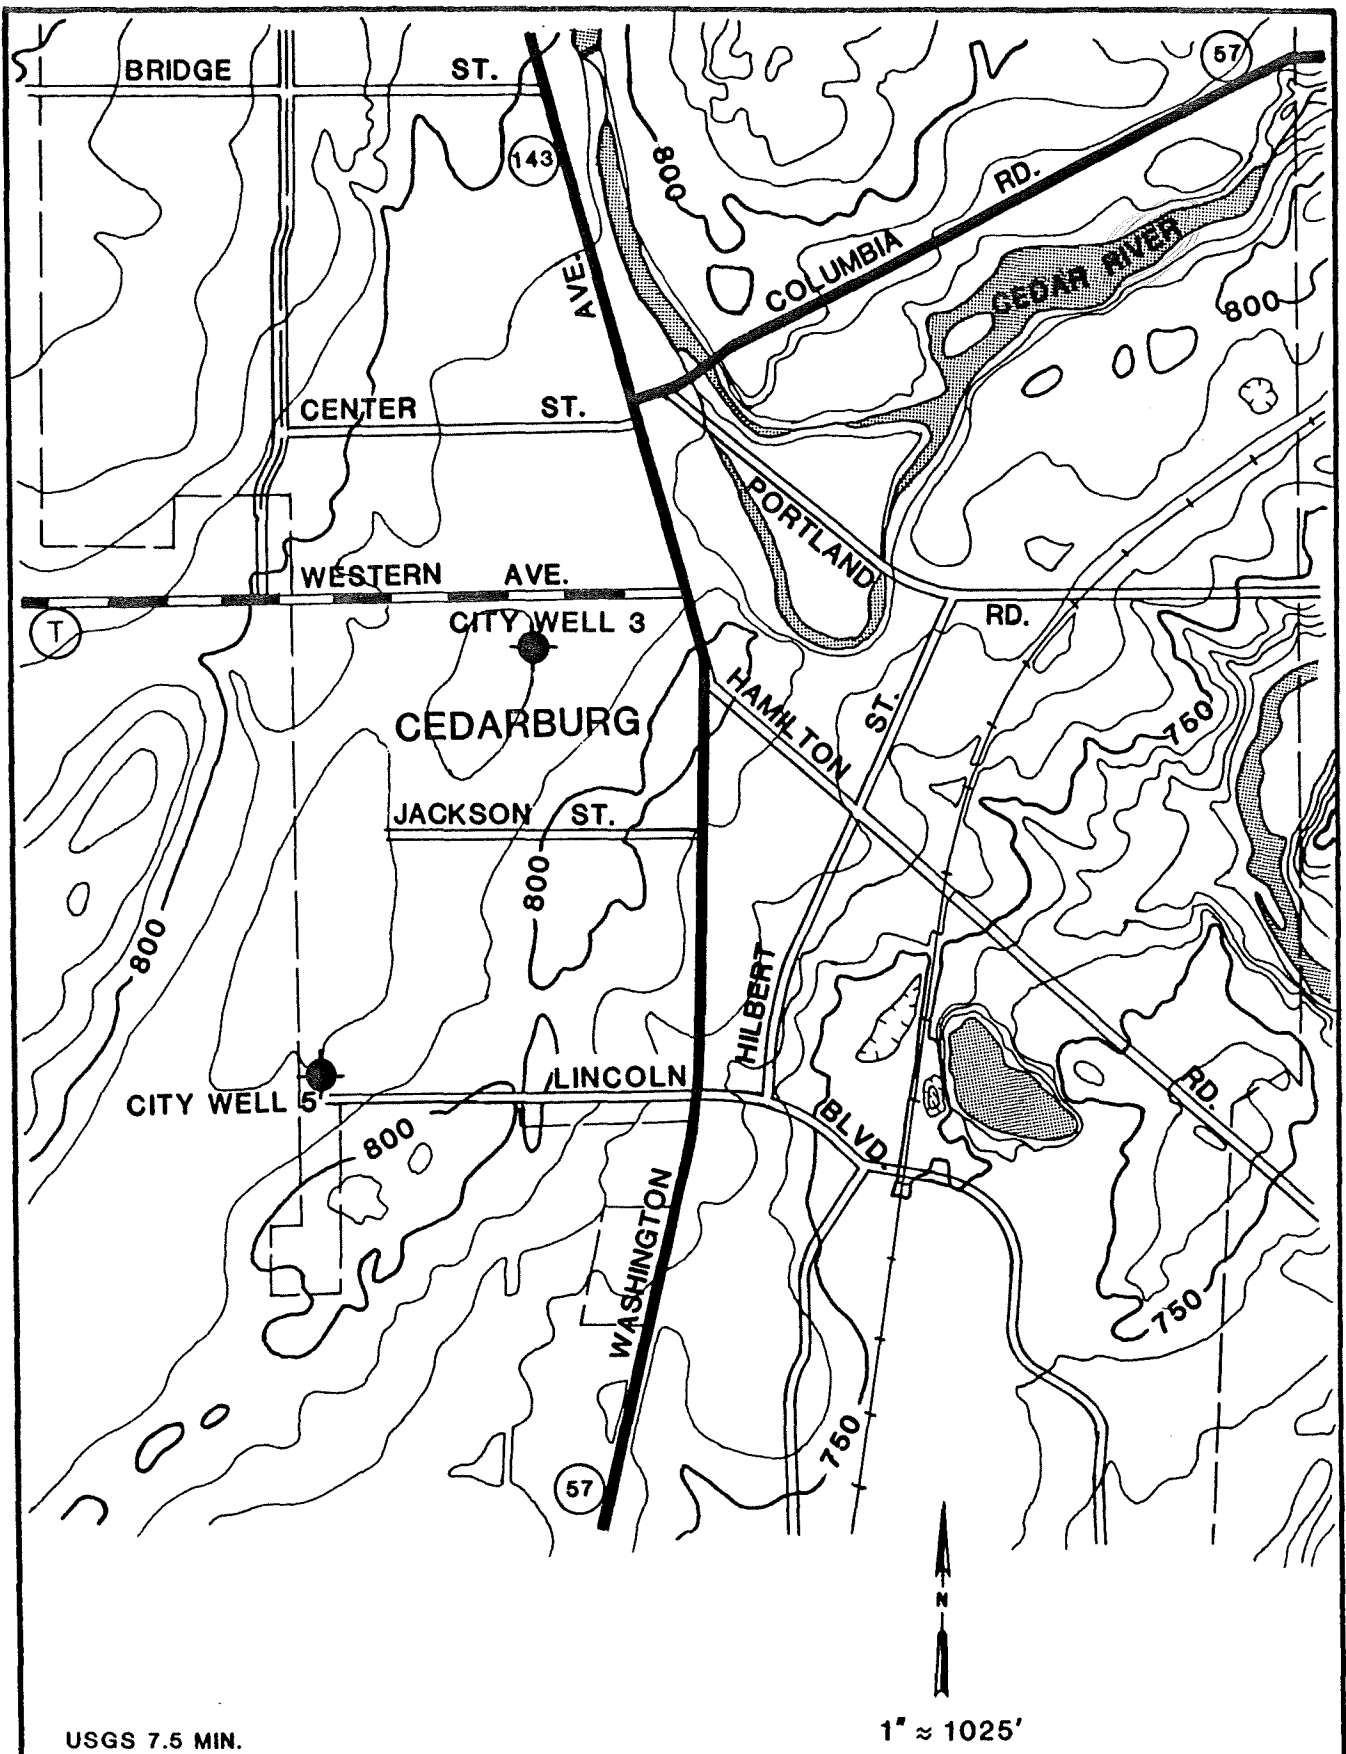 BRIDGE ST.
57
143
800
RD.
COLUMBIA
CEDAR RIVER
AVE.
800
CENTER ST.
PORTLAND
WESTERN AVE.
RD.
T
CITY WELL 3
HAMILTON
ST.
750
CEDARBURG
JACKSON ST.
800
800
HILBERT
LINCOLN
CITY WELL 5
BLVD.
RD.
800
WASHINGTON
750
750
57
N
1" ≈ 1025'
USGS 7.5 MIN.